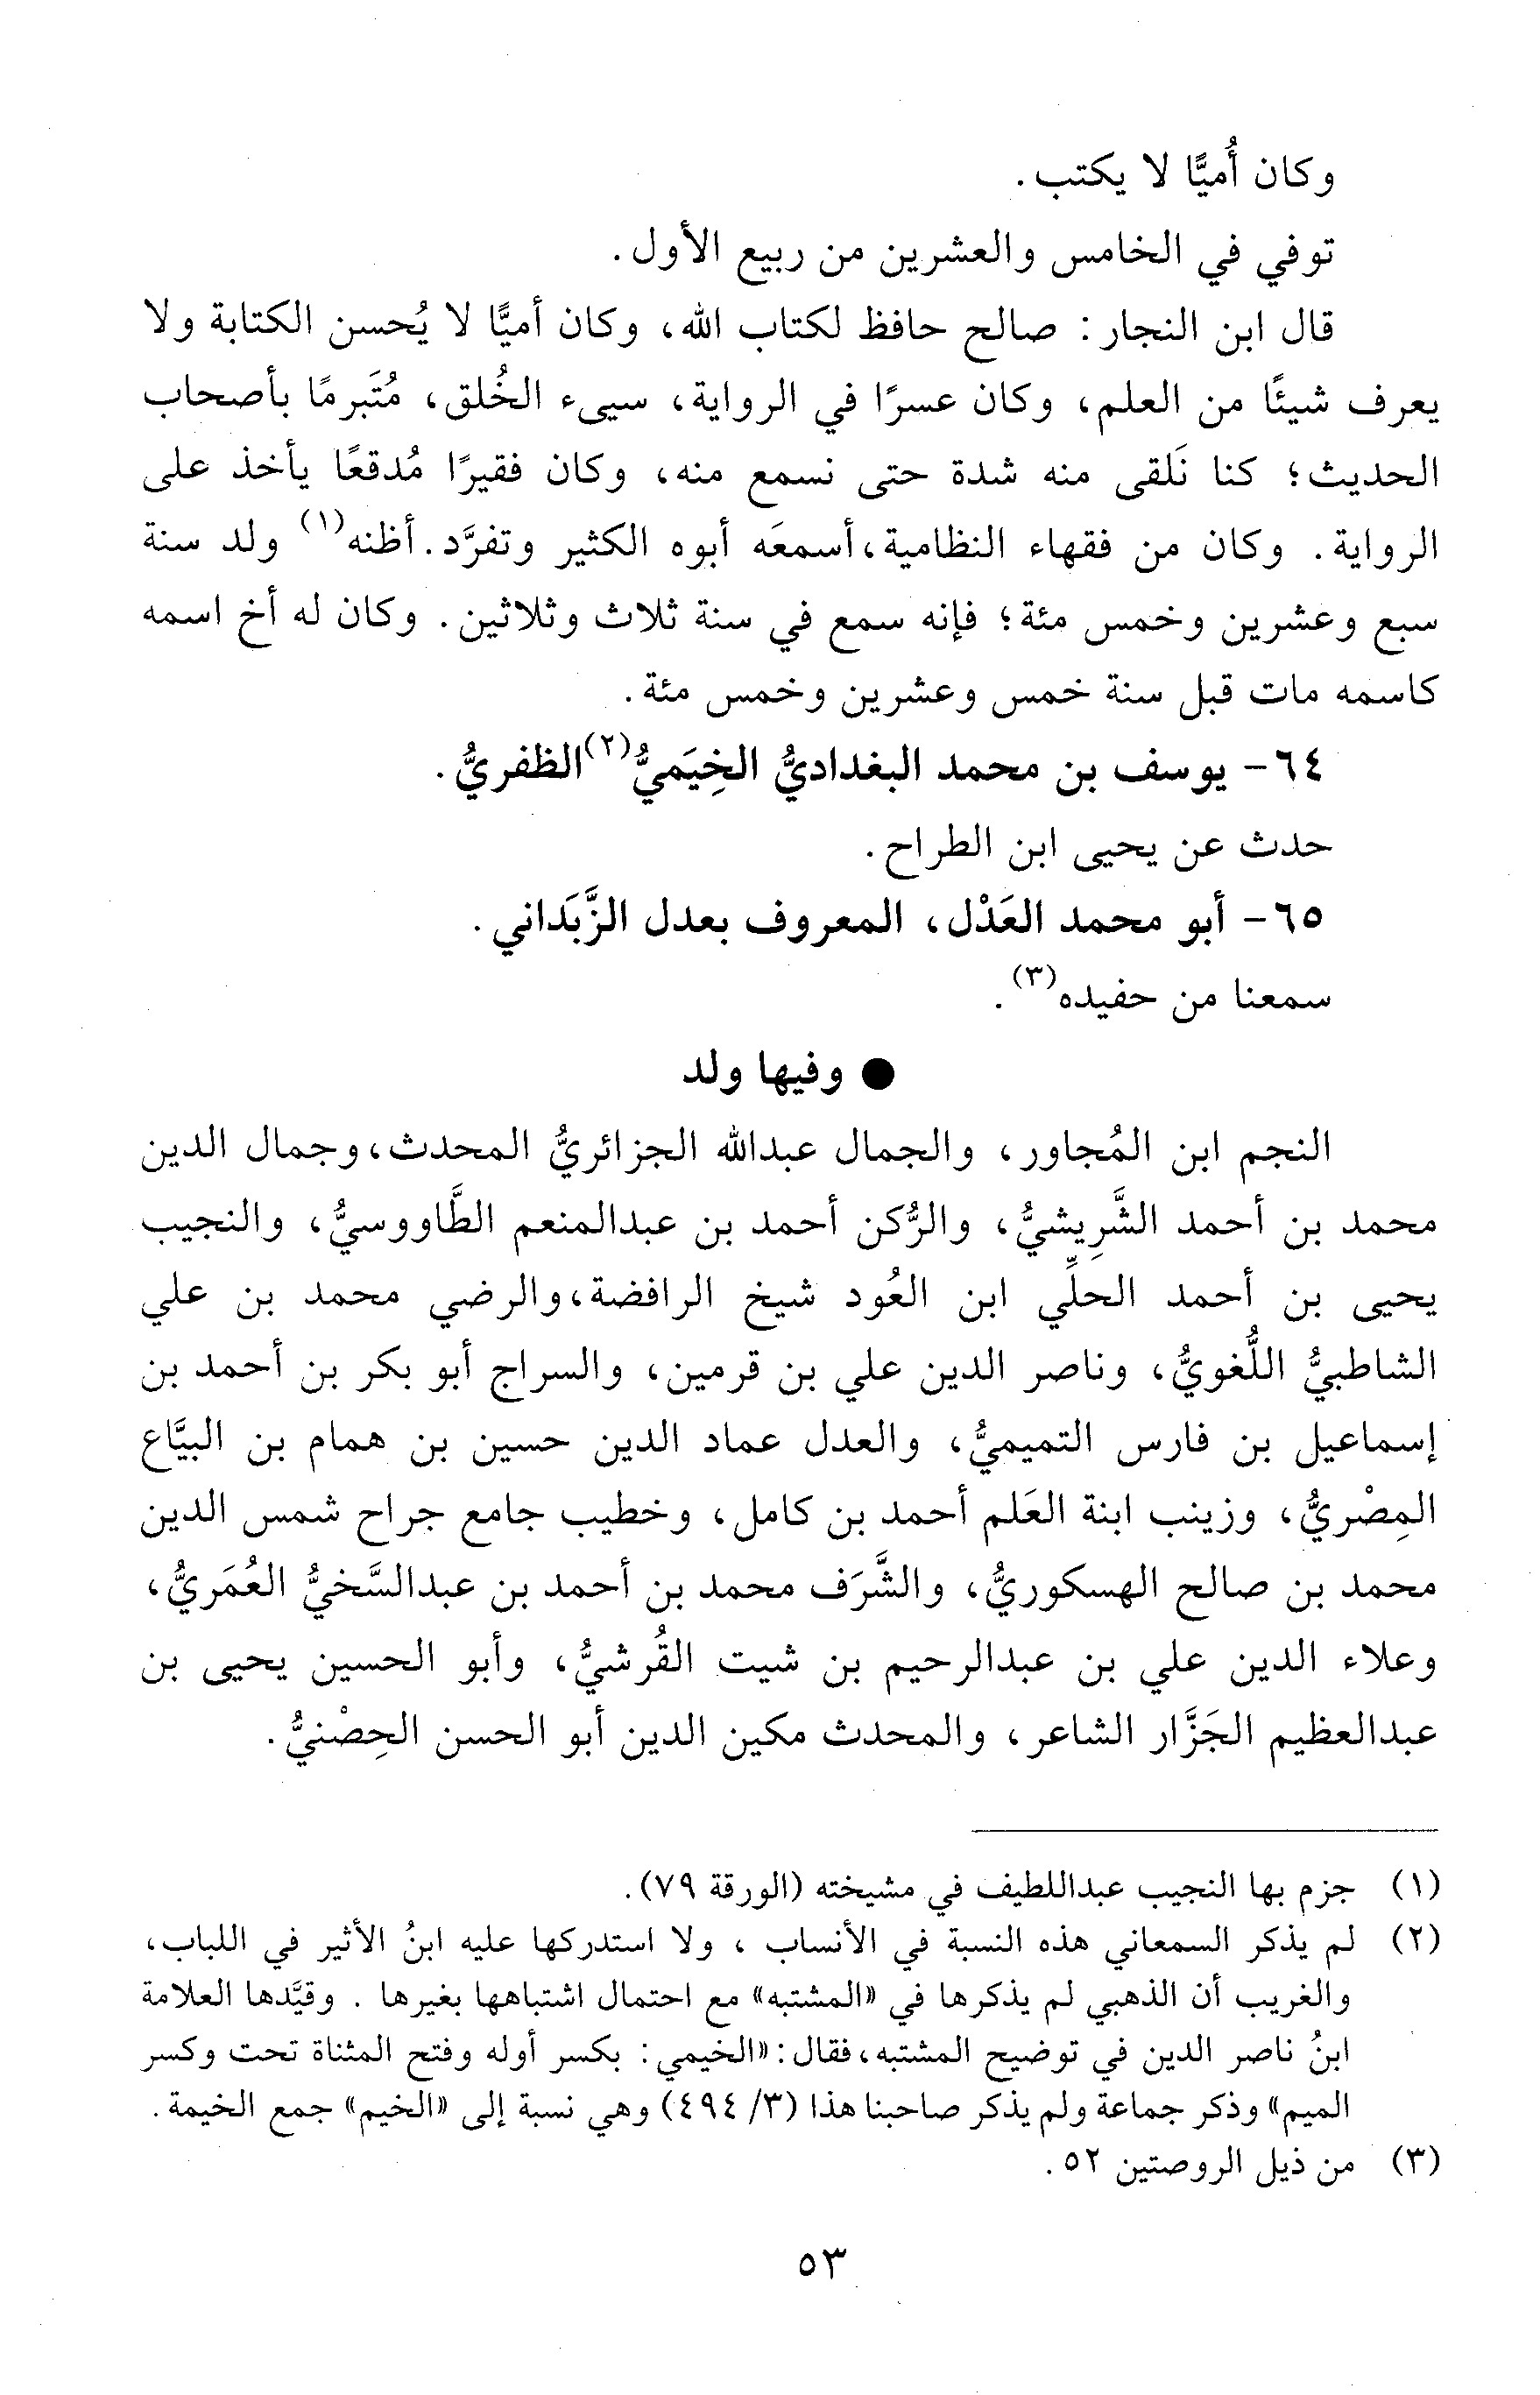 وكان أُميًّا لا يكتب.
توفي في الخامس والعشرين من ربيع الأول.
قال ابن النجار: صالح حافظ لكتاب الله، وكان أميًّا لا يُحسن الكتابة ولا
يعرف شيئًا من العلم، وكان عسرًا في الرواية، سيىء الخُلق، مُتَبرمًا بأصحاب
الحديث؛ كنا نَلقى منه شدة حتى نسمع منه، وكان فقيرًا مُدقعًا يأخذ على
الرواية. وكان من فقهاء النظامية، أسمعَه أبوه الكثير وتفرَّد. أظنه(١) ولد سنة
سبع وعشرين وخمس مئة؛ فإنه سمع في سنة ثلاث وثلاثين. وكان له أخ اسمه
كاسمه مات قبل سنة خمس وعشرين وخمس مئة.
٦٤- يوسف بن محمد البغداديُّ الخِيَميُّ(٢) الظفريُّ.
حدث عن يحيى ابن الطراح.
٦٥- أبو محمد العَدْل، المعروف بعدل الزَّبَداني.
سمعنا من حفيده(٣).
● وفيها ولد
النجم ابن المُجاور، والجمال عبدالله الجزائريُّ المحدث، وجمال الدين
محمد بن أحمد الشَّرِيشيُّ، والرُّكن أحمد بن عبدالمنعم الطَّاووسيُّ، والنجيب
يحيى بن أحمد الحلِّي ابن العُود شيخ الرافضة، والرضي محمد بن علي
الشاطبيُّ اللُّغويُّ، وناصر الدين علي بن قرمين، والسراج أبو بكر بن أحمد بن
إسماعيل بن فارس التميميُّ، والعدل عماد الدين حسين بن همام بن البيَّاع
المِصْريُّ، وزينب ابنة العَلم أحمد بن كامل، وخطيب جامع جراح شمس الدين
محمد بن صالح الهسكوريُّ، والشَّرَف محمد بن أحمد بن عبدالسَّخيُّ العُمَريُّ،
وعلاء الدين علي بن عبدالرحيم بن شيت القُرشيُّ، وأبو الحسين يحيى بن
عبدالعظيم الجَزَّار الشاعر، والمحدث مكين الدين أبو الحسن الحِصْنيُّ.
(١) جزم بها النجيب عبداللطيف في مشيخته (الورقة ٧٩).
(٢) لم يذكر السمعاني هذه النسبة في الأنساب، ولا استدركها عليه ابنُ الأثير في اللباب،
والغريب أن الذهبي لم يذكرها في «المشتبه» مع احتمال اشتباهها بغيرها. وقيَّدها العلامة
ابنُ ناصر الدين في توضيح المشتبه، فقال: «الخيمي: بكسر أوله وفتح المثناة تحت وكسر
الميم» وذكر جماعة ولم يذكر صاحبنا هذا (٣/ ٤٩٤) وهي نسبة إلى «الخيم» جمع الخيمة.
(٣) من ذيل الروصتين ٥٢.
٥٣